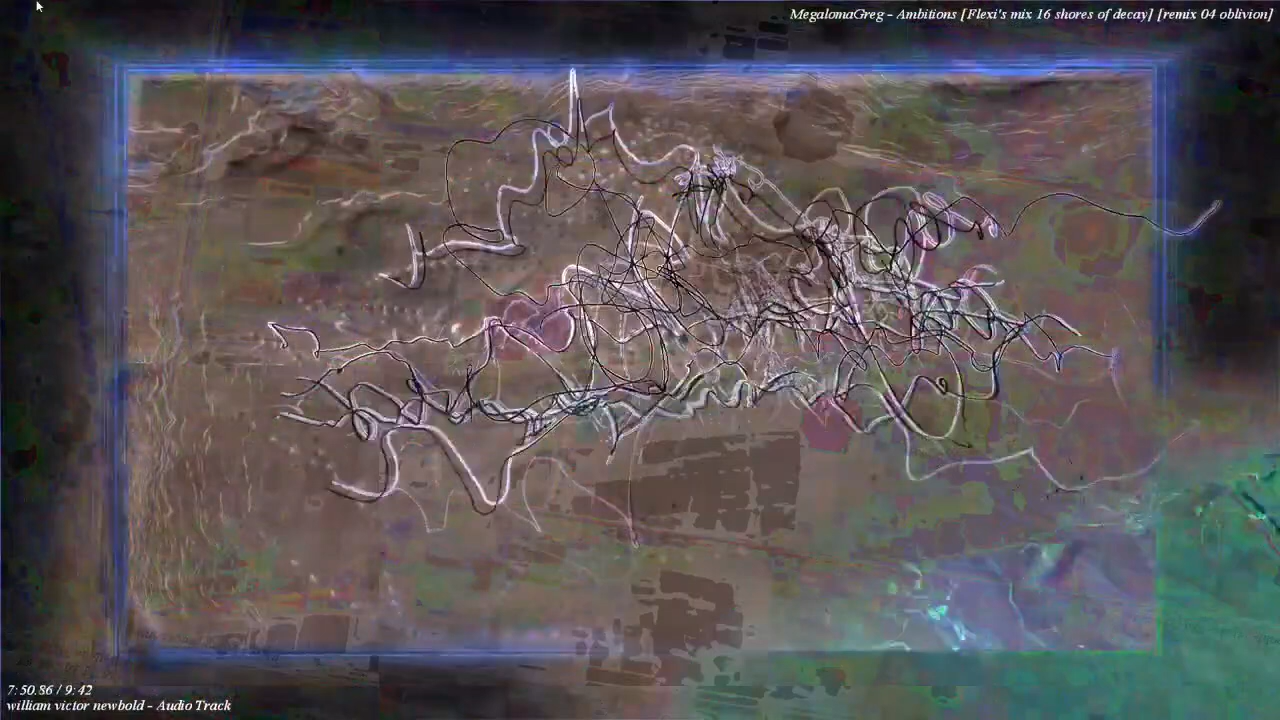 MegalomaGreg - Ambitions [Flexi's mix 16 shores of decay] [remix 04 oblivion]
7:50.86 / 9:42
william victor newbold - Audio Track